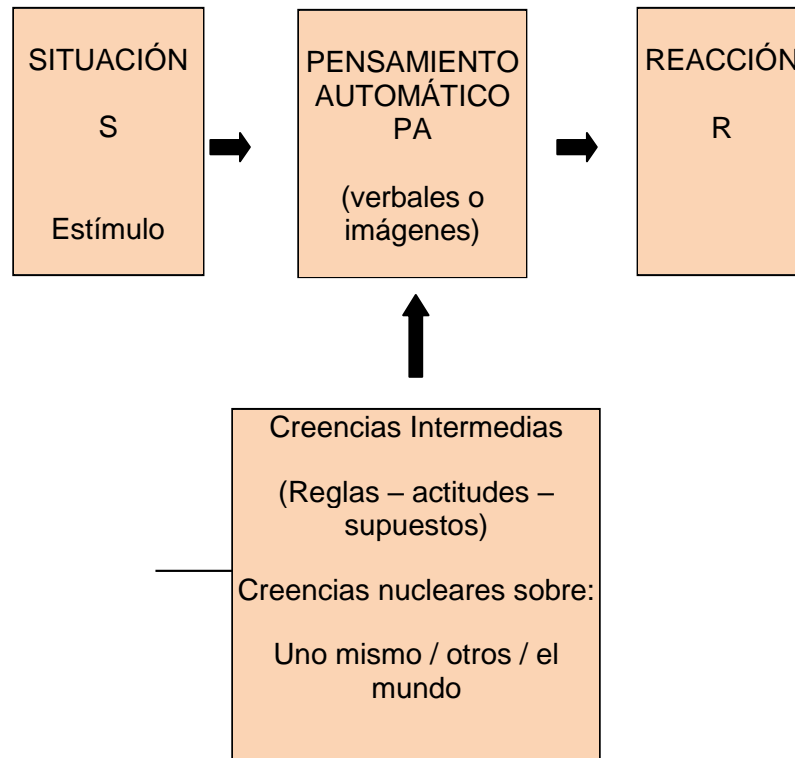 SITUACIÓN
S
Estímulo
PENSAMIENTO
AUTOMÁTICO
PA
(verbales o
imágenes)
REACCIÓN
R
Creencias Intermedias
(Reglas – actitudes –
supuestos)
Creencias nucleares sobre:
Uno mismo / otros / el
mundo